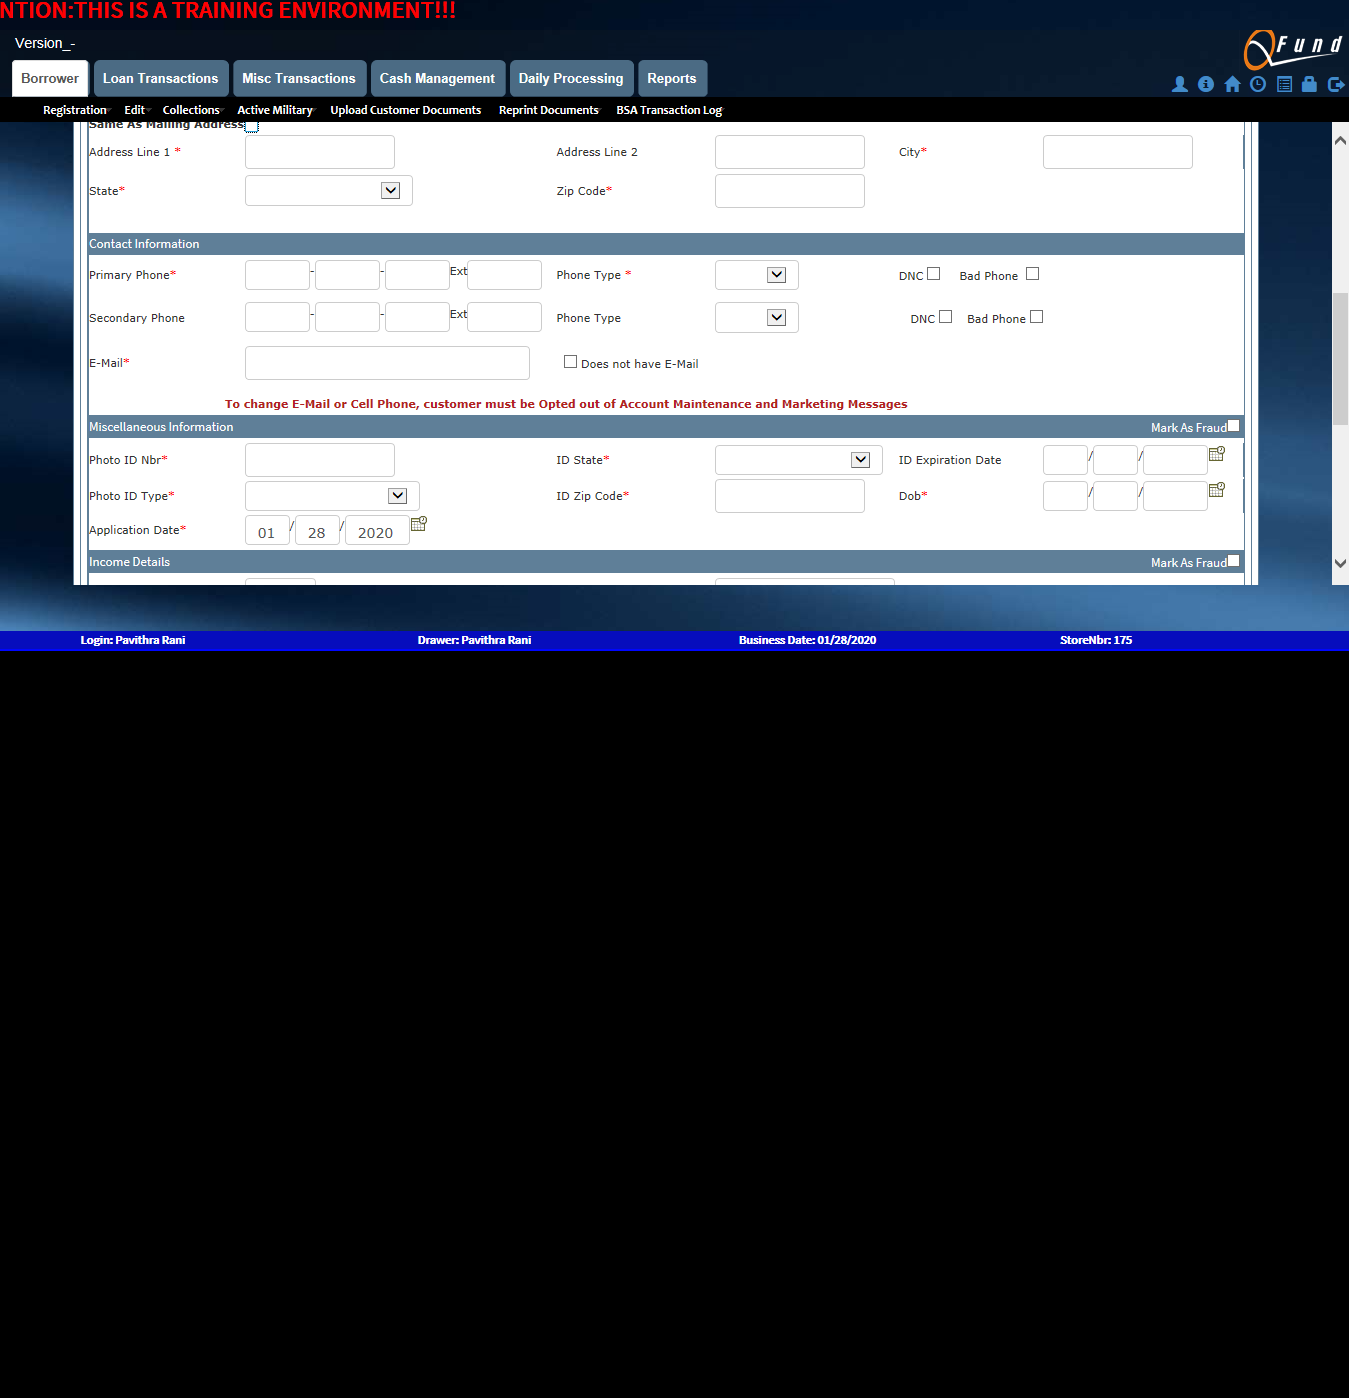 NTION:THIS IS A TRAINING ENVIRONMENT!!!
Version_-
Fund
Borrower Loan Transactions Misc Transactions Cash Management Daily Processing Reports
Registration Edit Collections Active Military Upload Customer Documents Reprint Documents BSA Transaction Log
Same As Mailing Address
Address Line 1 * Address Line 2 City*
State* Zip Code*
Contact Information
Primary Phone* - - Ext Phone Type * DNC Bad Phone
Secondary Phone - - Ext Phone Type DNC Bad Phone
E-Mail* Does not have E-Mail
To change E-Mail or Cell Phone, customer must be Opted out of Account Maintenance and Marketing Messages
Miscellaneous Information Mark As Fraud
Photo ID Nbr* ID State* ID Expiration Date / /
Photo ID Type* ID Zip Code* Dob* / /
Application Date* 01 / 28 / 2020
Income Details Mark As Fraud
Login: Pavithra Rani Drawer: Pavithra Rani Business Date: 01/28/2020 StoreNbr: 175